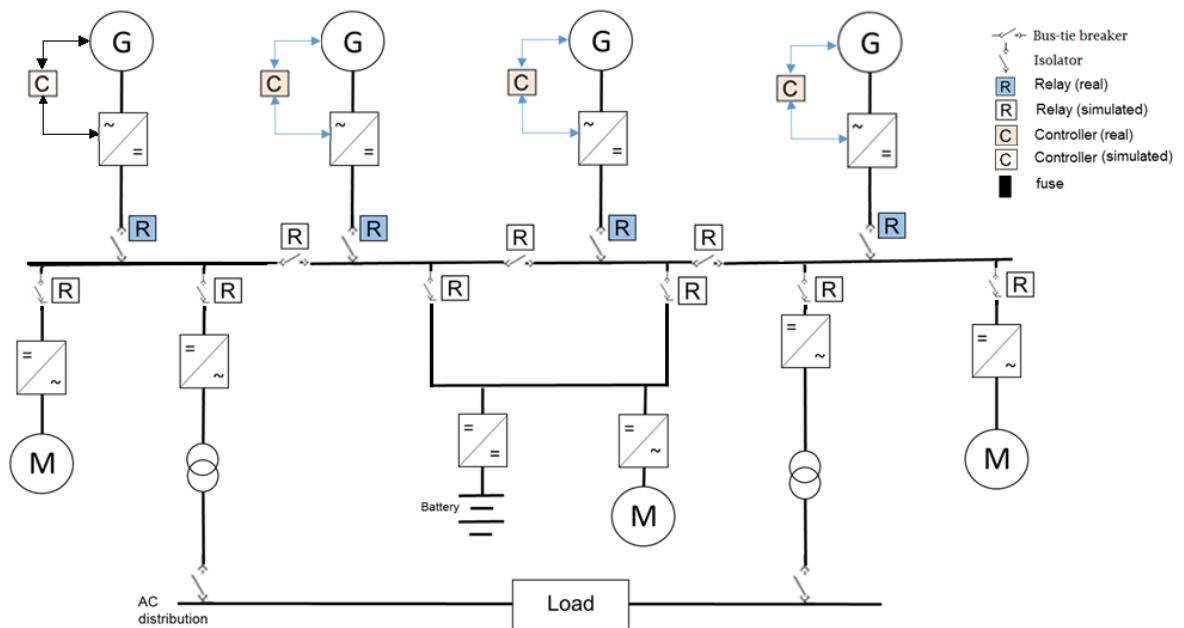 G
G
G
G
C
C
C
C
~
=
~
=
~
=
~
=
R
R
R
R
R
R
R
Bus-tie breaker
Isolator
R Relay (real)
R Relay (simulated)
C Controller (real)
C Controller (simulated)
fuse
R
R
R
R
R
R
=
~
=
~
=
~
=
~
=
=
=
~
M
M
Battery
M
AC
distribution
Load